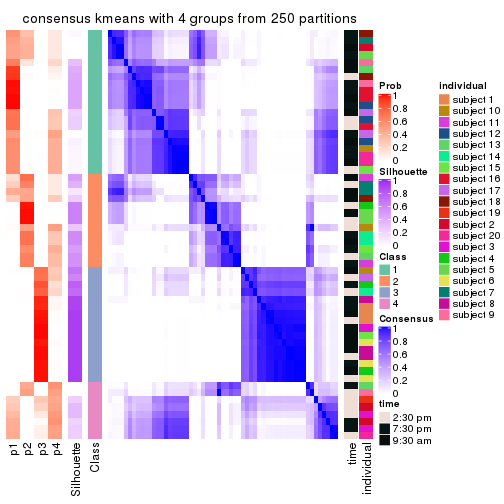 consensus kmeans with 4 groups from 250 partitions
p1
p2
p3
p4
Silhouette
Class
time
individual
Prob
1
0.8
0.6
0.4
0.2
0
Silhouette
1
0.8
0.6
0.4
0.2
0
Class
1
2
3
4
Consensus
1
0.8
0.6
0.4
0.2
0
time
2:30 pm
7:30 pm
9:30 am
individual
subject 1
subject 10
subject 11
subject 12
subject 13
subject 14
subject 15
subject 16
subject 17
subject 18
subject 19
subject 2
subject 20
subject 3
subject 4
subject 5
subject 6
subject 7
subject 8
subject 9